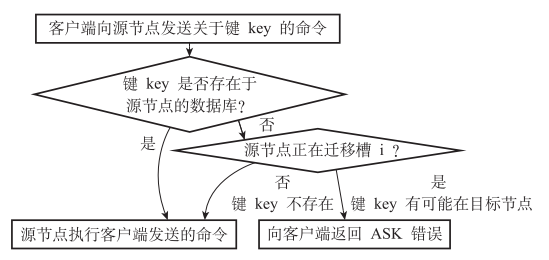 客户端向源节点发送关于键 key 的命令
键 key 是否存在于
源节点的数据库？
是
否
源节点正在迁移槽 i ？
否
键 key 不存在
是
键 key 有可能在目标节点
源节点执行客户端发送的命令
向客户端返回 ASK 错误